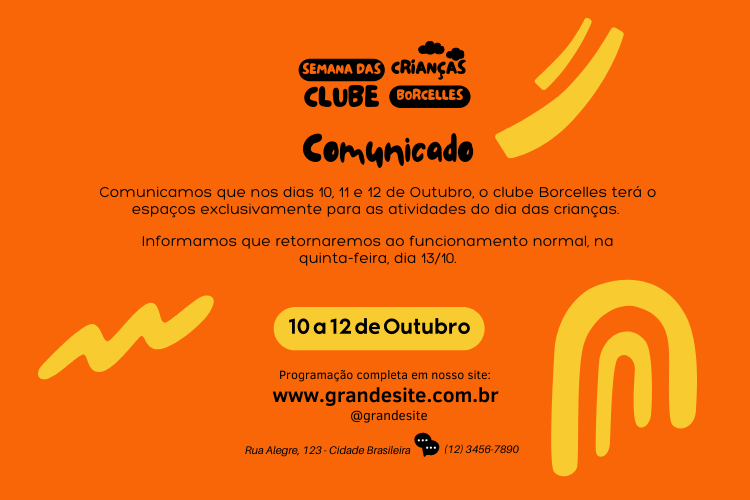 SEMANA DAS CRIANÇAS
CLUBE BORCELLES
Comunicado
Comunicamos que nos dias 10, 11 e 12 de Outubro, o clube Borcelles terá o
espaços exclusivamente para as atividades do dia das crianças.
Informamos que retornaremos ao funcionamento normal, na
quinta-feira, dia 13/10.
10 a 12 de Outubro
Programação completa em nosso site:
www.grandesite.com.br
@grandesite
Rua Alegre, 123 - Cidade Brasileira (12) 3456-7890